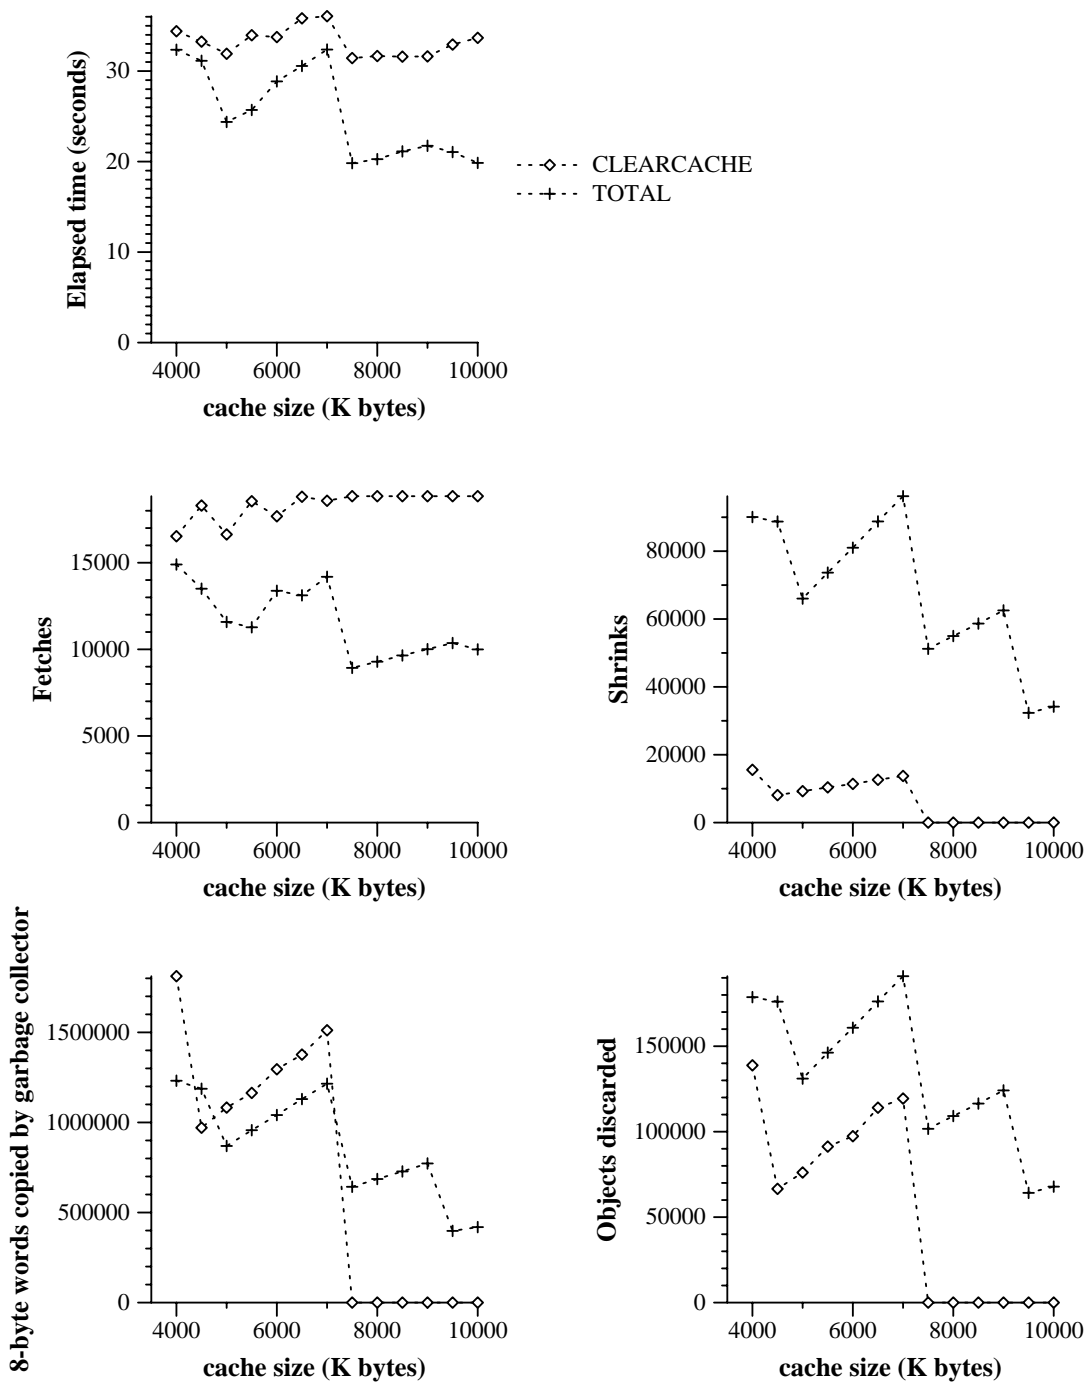 Elapsed time (seconds)
30
20
10
0
4000 6000 8000 10000
cache size (K bytes)
CLEARCACHE
TOTAL
Fetches
15000
10000
5000
0
4000 6000 8000 10000
cache size (K bytes)
Shrinks
80000
60000
40000
20000
0
4000 6000 8000 10000
cache size (K bytes)
8-byte words copied by garbage collector
1500000
1000000
500000
0
4000 6000 8000 10000
cache size (K bytes)
Objects discarded
150000
100000
50000
0
4000 6000 8000 10000
cache size (K bytes)